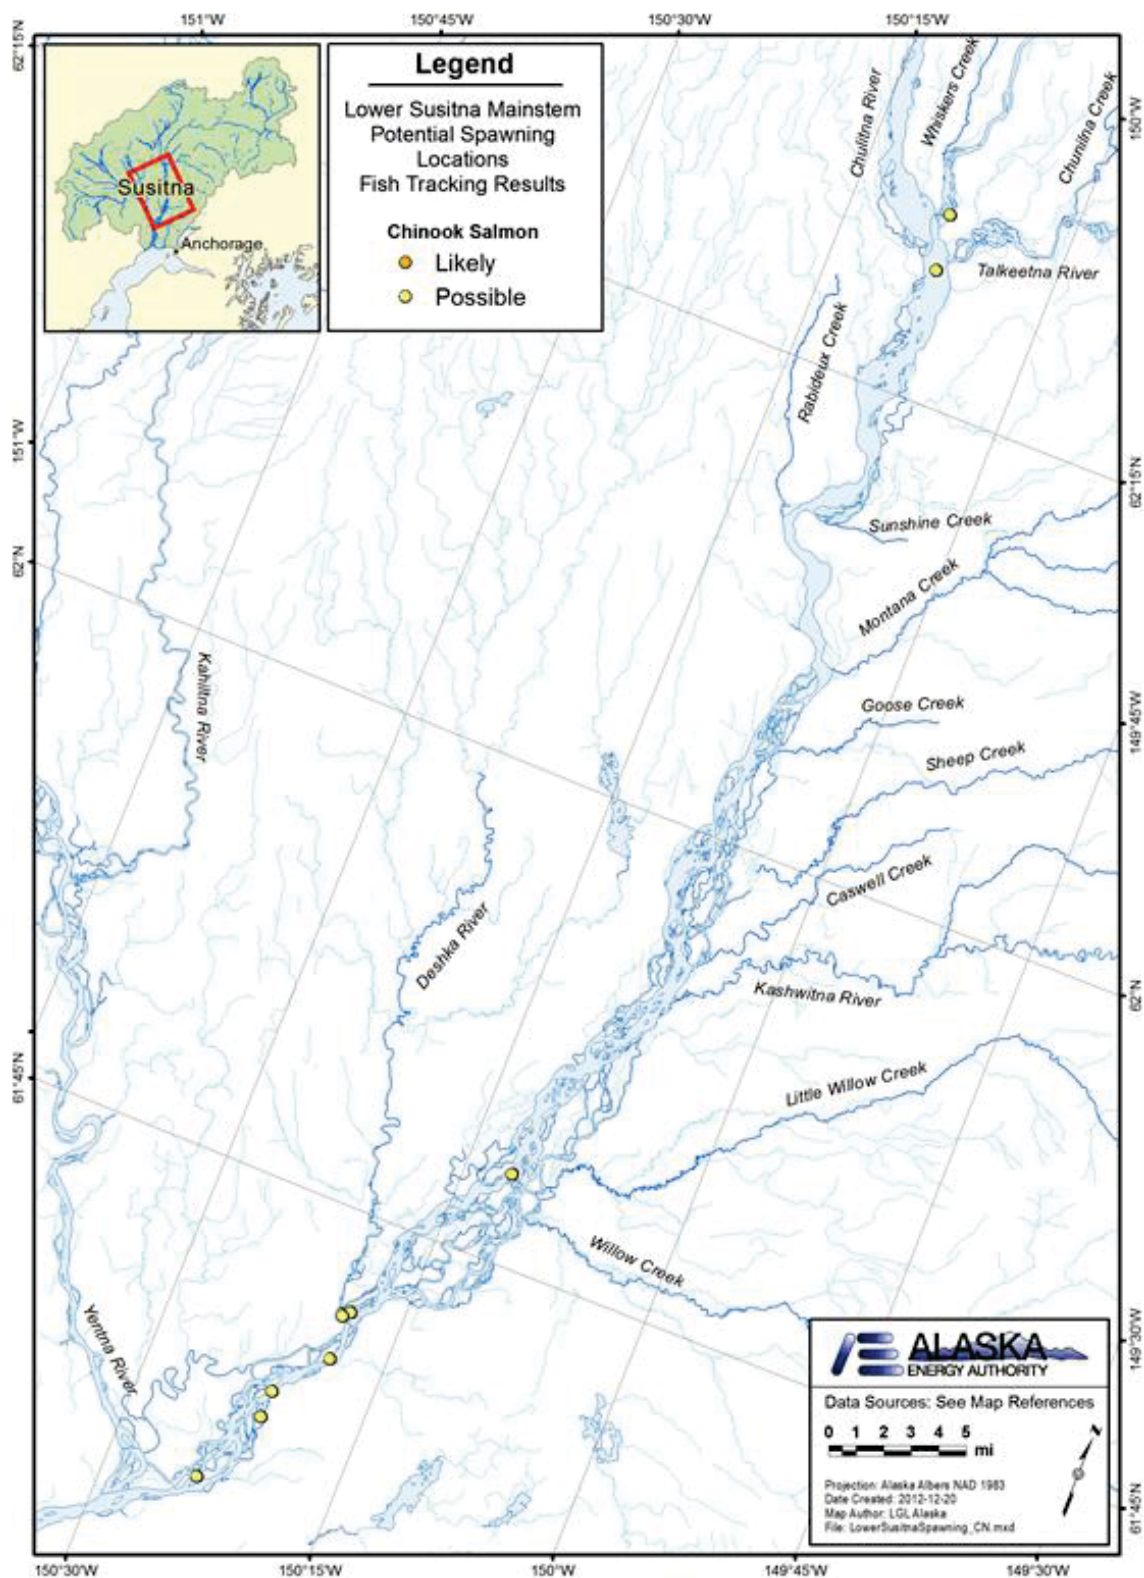 151°W
150°45'W
150°30'W
150°15'W
62°15'N
Susitna
Anchorage
Legend
Lower Susitna Mainstem
Potential Spawning
Locations
Fish Tracking Results
Chinook Salmon
Likely
Possible
Chulitna River
Whiskers Creek
Chunilna Creek
150°W
Talkeetna River
Rabideux Creek
151°W
62°15'N
Sunshine Creek
62°N
Montana Creek
Kahiltna River
Goose Creek
149°45'W
Sheep Creek
Caswell Creek
Deshka River
Kashwitna River
62°N
61°45'N
Little Willow Creek
Willow Creek
Yentna River
149°30'W
ALASKA
ENERGY AUTHORITY
Data Sources: See Map References
0 1 2 3 4 5
mi
N
Projection: Alaska Albers NAD 1983
Date Created: 2012-12-20
Map Author: LGL Alaska
File: LowerSusitnaSpawning_CN.mxd
61°45'N
150°30'W
150°15'W
150°W
149°45'W
149°30'W